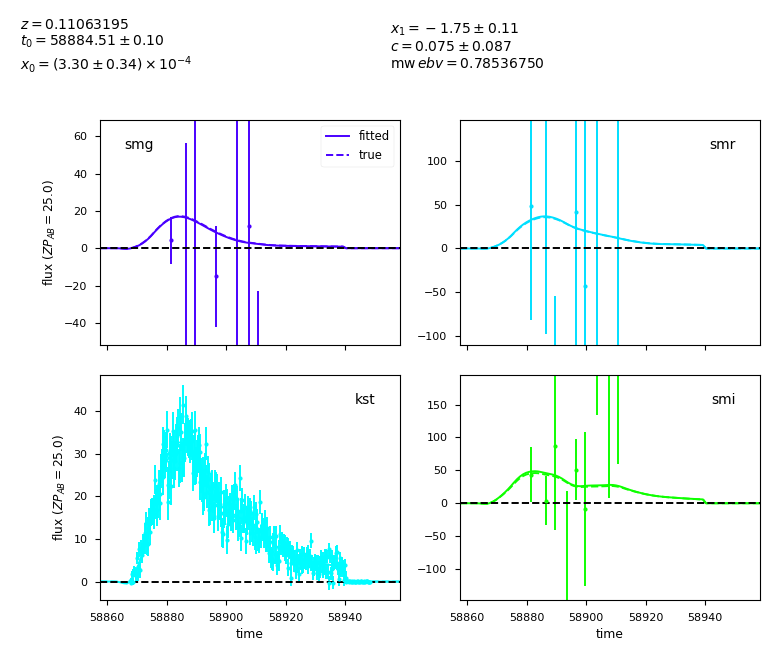 z = 0.11063195
t₀ = 58884.51 ± 0.10
x₀ = (3.30 ± 0.34) × 10⁻⁴
x₁ = −1.75 ± 0.11
c = 0.075 ± 0.087
mw ebv = 0.78536750
smg
fitted
true
60
40
20
0
−20
−40
flux (ZP_AB = 25.0)
smr
100
50
0
−50
−100
kst
40
30
20
10
0
flux (ZP_AB = 25.0)
58860 58880 58900 58920 58940
time
smi
150
100
50
0
−50
−100
58860 58880 58900 58920 58940
time